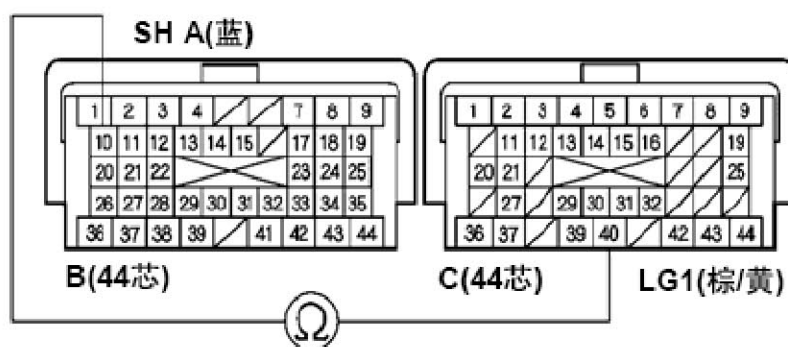 SH A(蓝)
1 2 3 4 7 8 9
10 11 12 13 14 15 17 18 19
20 21 22 23 24 25
26 27 28 29 30 31 32 33 34 35
36 37 38 39 41 42 43 44
B(44芯)
1 2 3 4 5 6 7 8 9
11 12 13 14 15 16 19
20 21 25
27 29 30 31 32
36 37 39 40 42 43 44
C(44芯)
LG1(棕/黄)
Ω